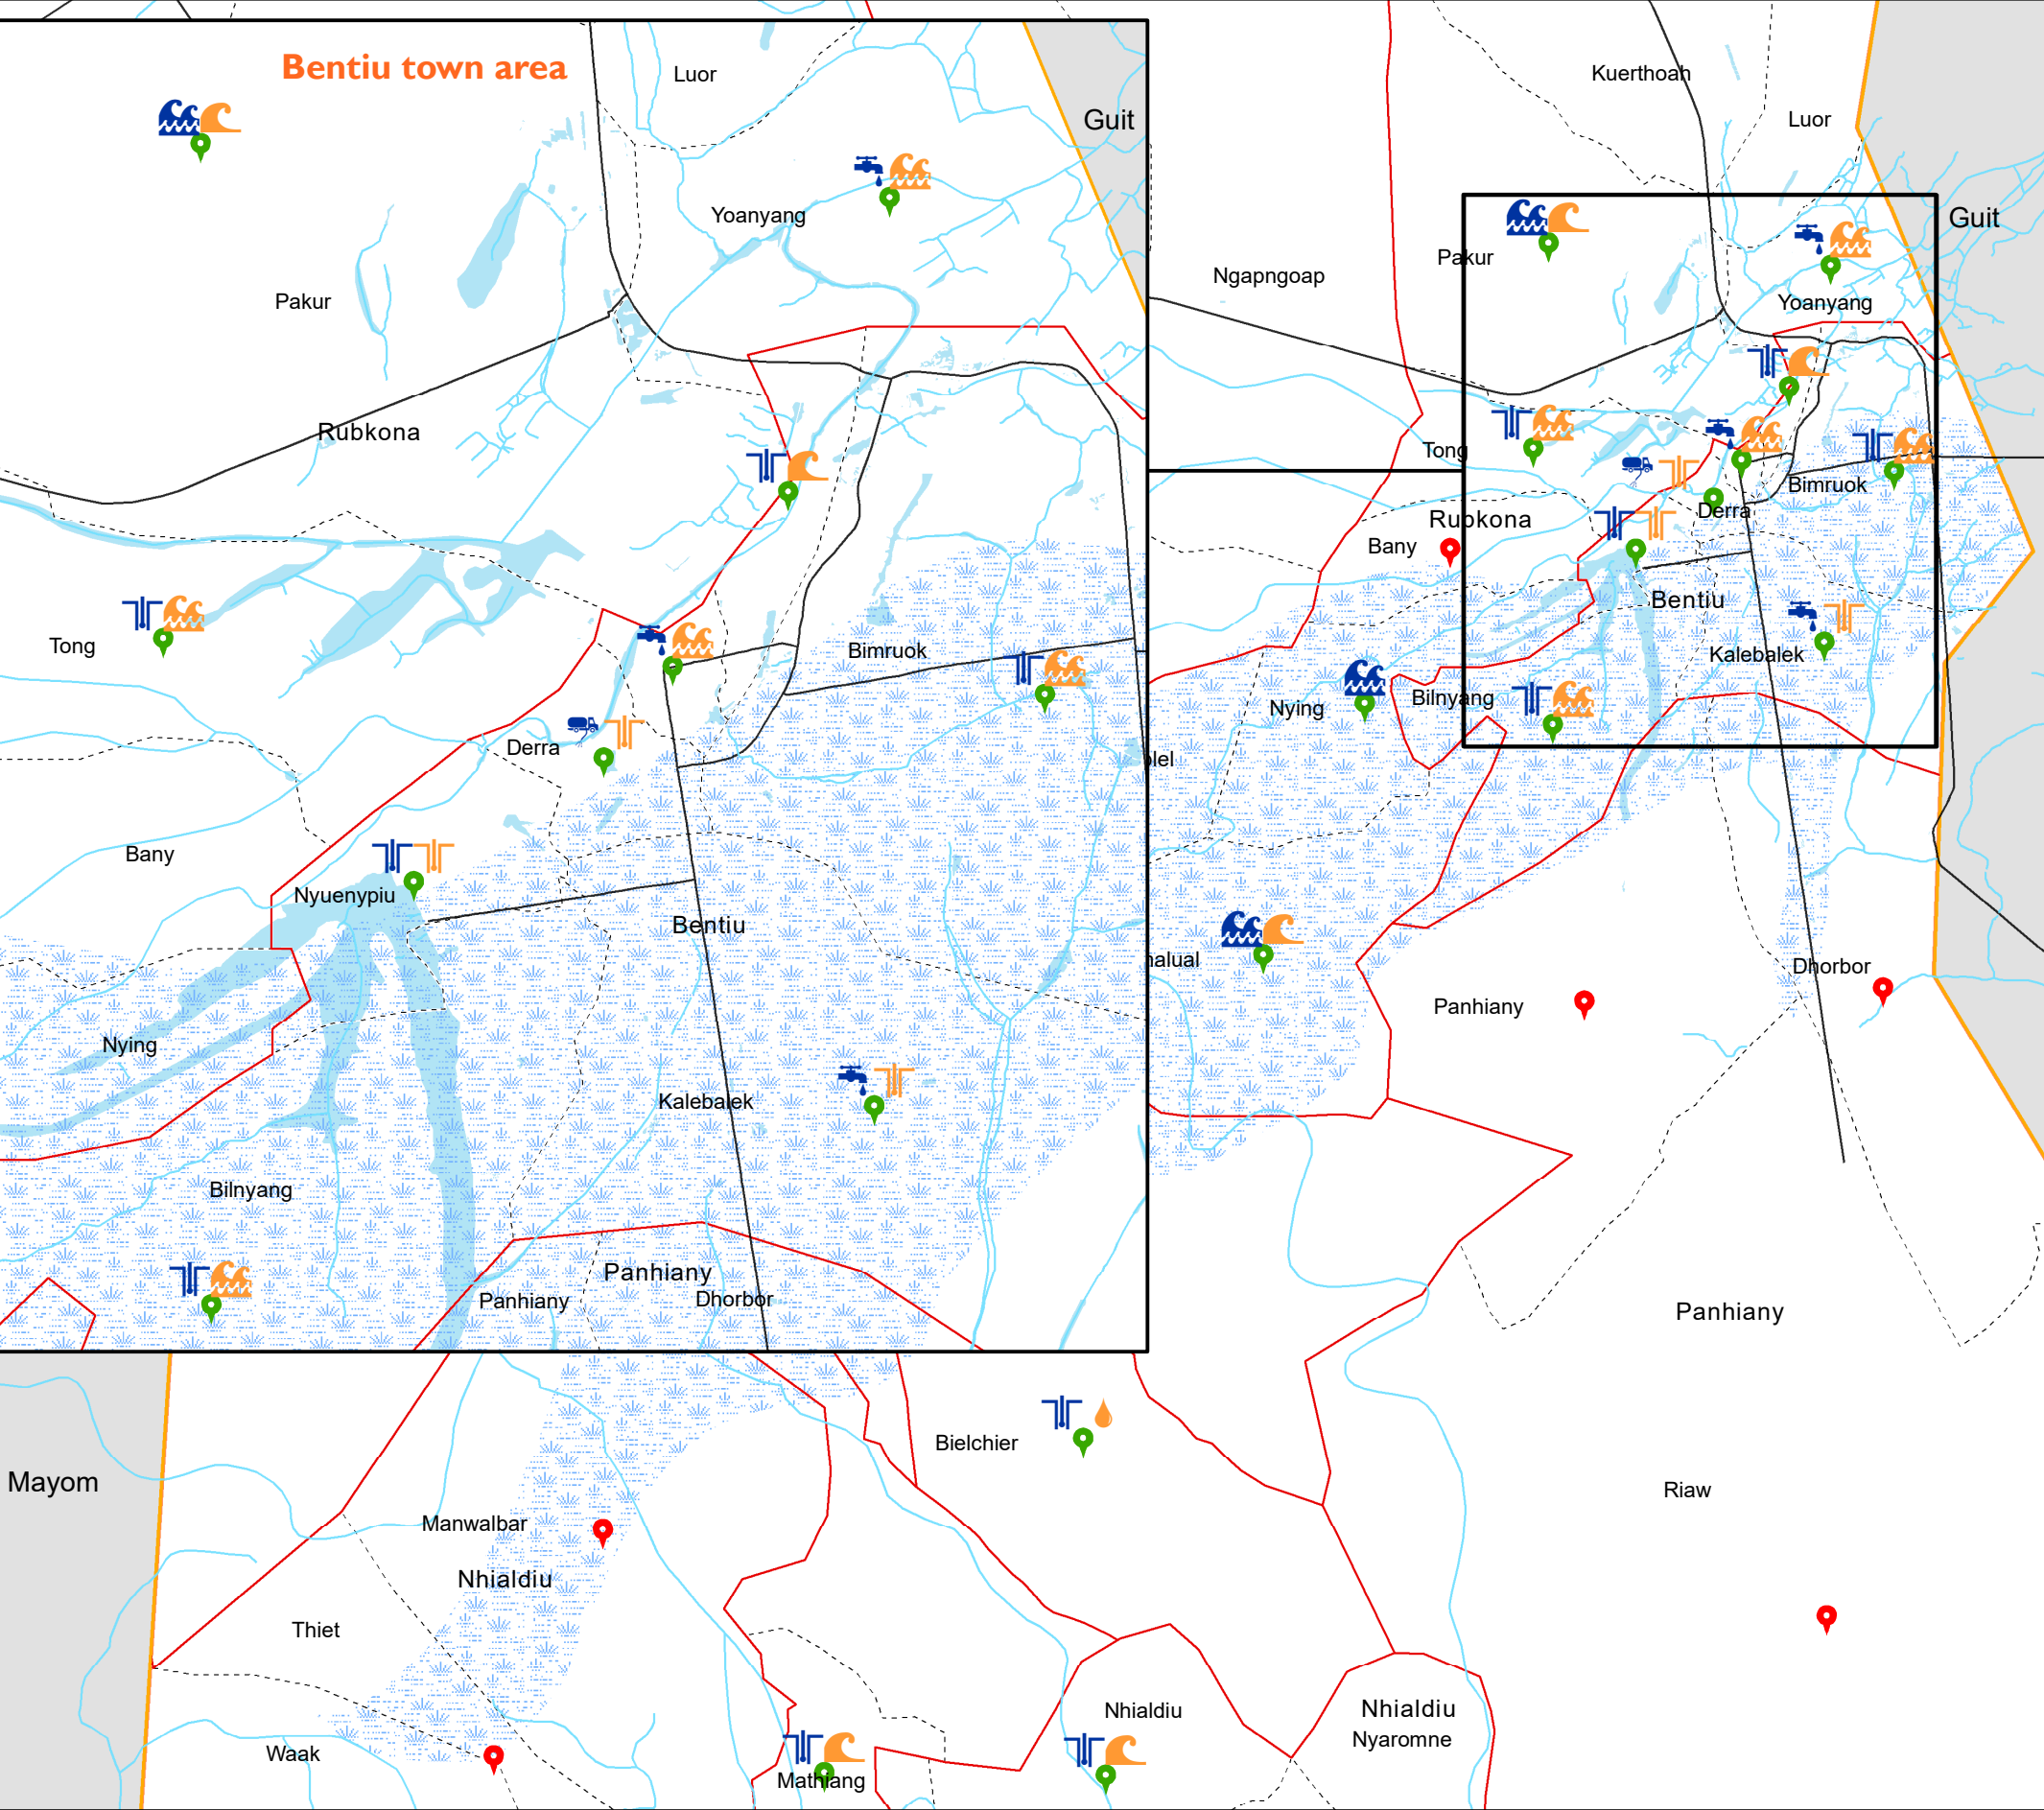 Bentiu town area
Luor
Guit
Yoanyang
Pakur
Rubkona
Tong
Bimruok
Derra
Bany
Nyuenypiu
Bentiu
Nying
Kalebalek
Bilnyang
Panhiany
Panhiany
Dhorbor
Kuerthoah
Luor
Guit
Ngapngoap
Pakur
Yoanyang
Tong
Bimruok
Derra
Rubkona
Bany
Bentiu
Kalebalek
Nying
Bilnyang
Dhorbor
Panhiany
Panhiany
Bielchier
Mayom
Riaw
Manwalbar
Nhialdiu
Thiet
Nhialdiu
Nhialdiu
Nyaromne
Waak
Mathiang